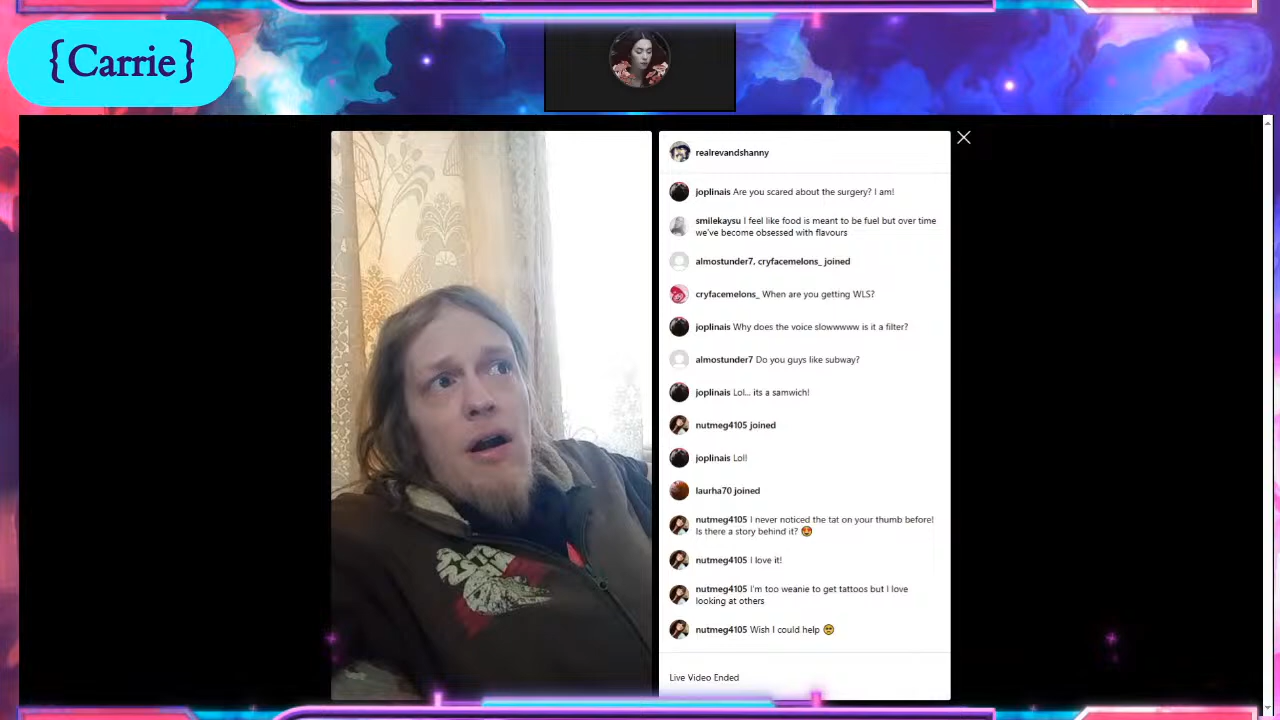 {Carrie}
realrevandshanny
joplinais Are you scared about the surgery? I am!
smilekaysu I feel like food is meant to be fuel but over time
we've become obsessed with flavours
almostunder7, cryfacemelons_ joined
cryfacemelons_ When are you getting WLS?
joplinais Why does the voice slowwwww is it a filter?
almostunder7 Do you guys like subway?
joplinais Lol... its a samwich!
nutmeg4105 joined
joplinais Lol!
laurha70 joined
nutmeg4105 I never noticed the tat on your thumb before!
Is there a story behind it? 😍
nutmeg4105 I love it!
nutmeg4105 I'm too weanie to get tattoos but I love
looking at others
nutmeg4105 Wish I could help 🥺
Live Video Ended